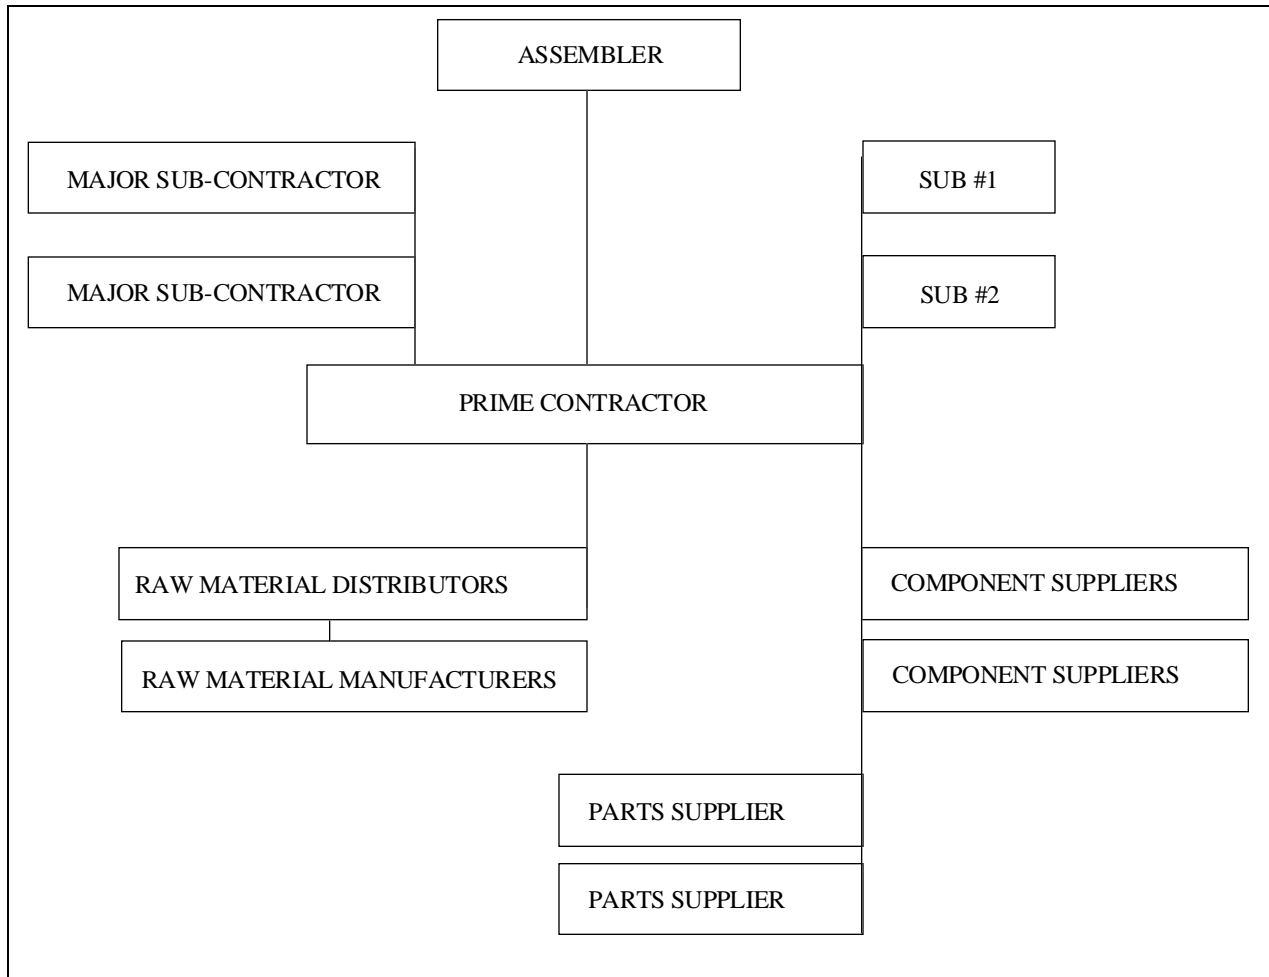 ASSEMBLER
MAJOR SUB-CONTRACTOR
SUB #1
MAJOR SUB-CONTRACTOR
SUB #2
PRIME CONTRACTOR
RAW MATERIAL DISTRIBUTORS
COMPONENT SUPPLIERS
RAW MATERIAL MANUFACTURERS
COMPONENT SUPPLIERS
PARTS SUPPLIER
PARTS SUPPLIER